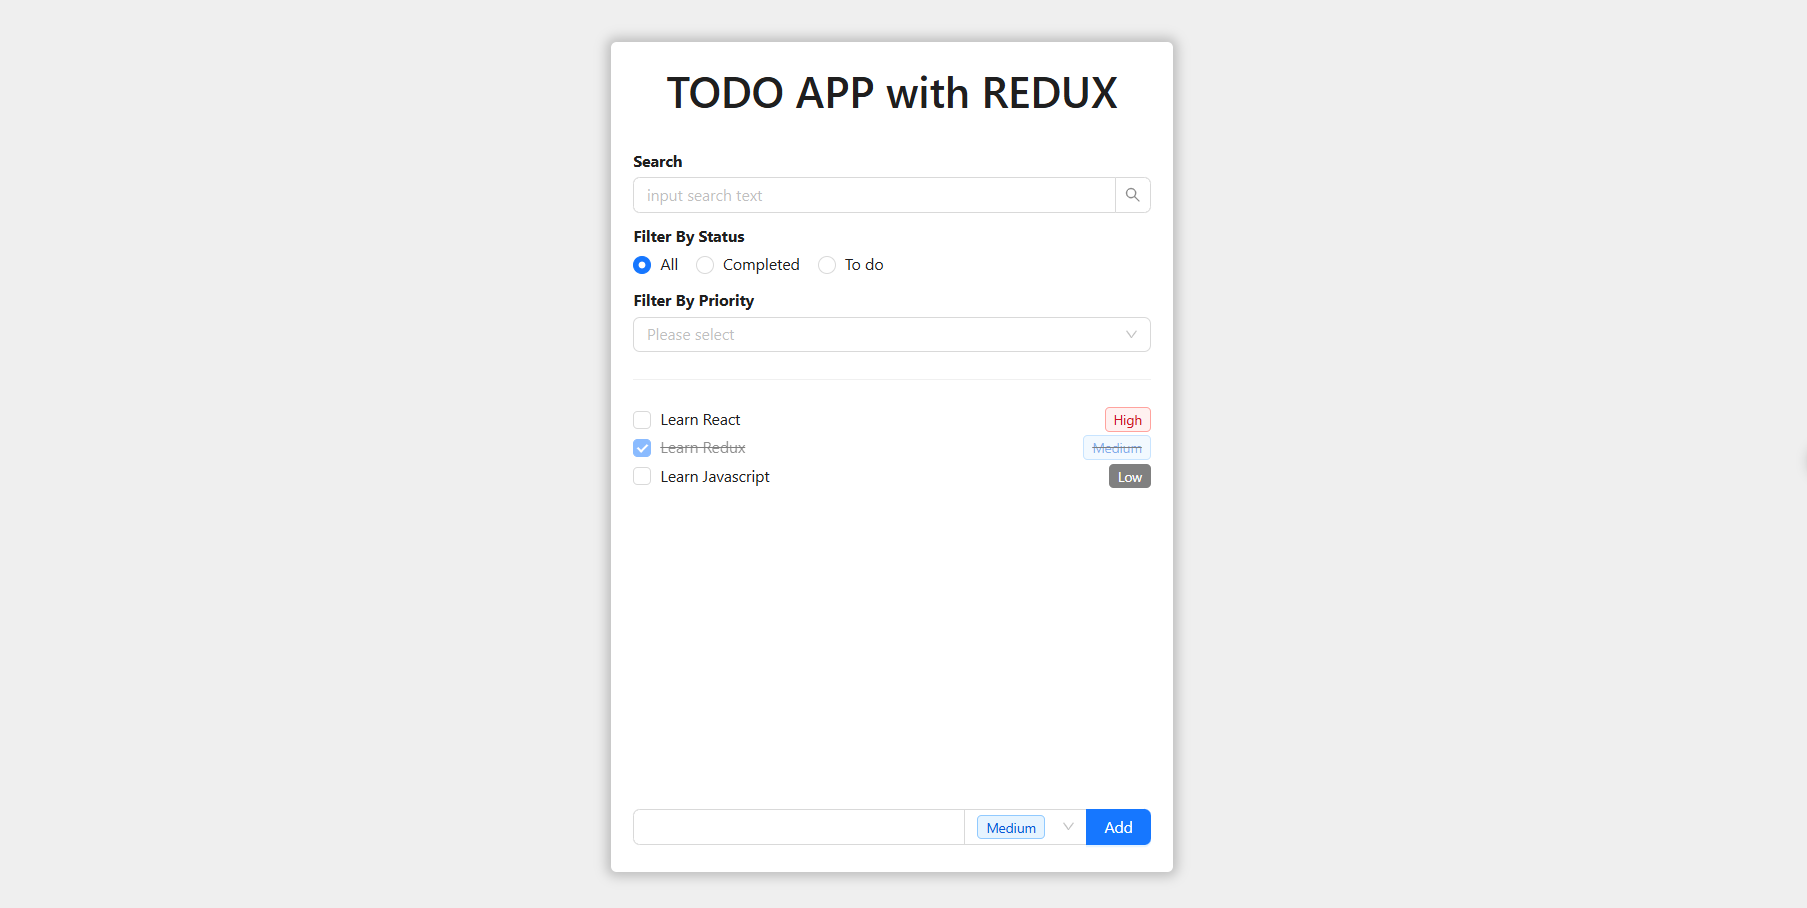 TODO APP with REDUX
Search
input search text
Filter By Status
All Completed To do
Filter By Priority
Please select
Learn React High
Learn Redux Medium
Learn Javascript Low
Medium Add